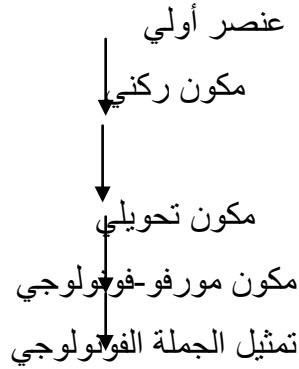 عنصر أولي
مكون ركني
مكون تحويلي
مكون مورفو-فونولوجي
تمثيل الجملة الفونولوجي